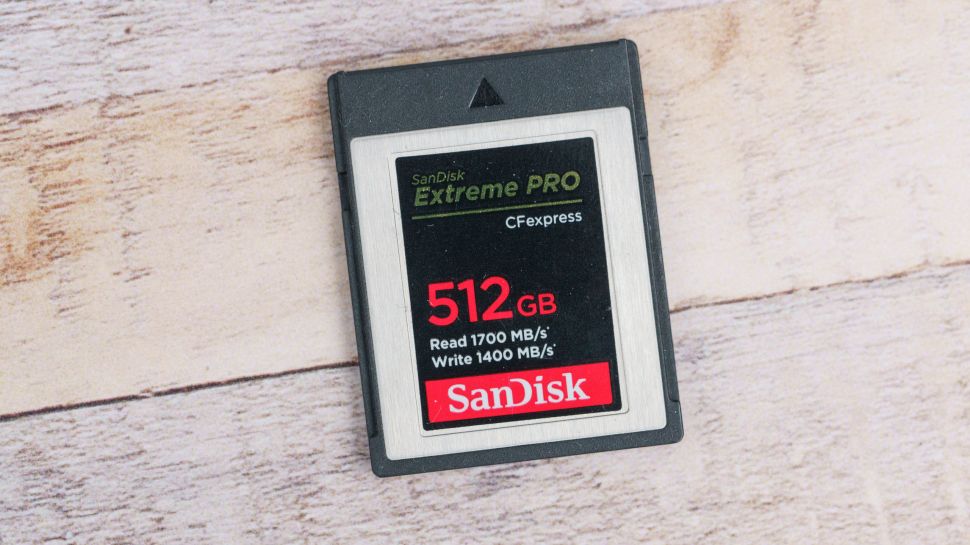 SanDisk
Extreme PRO
CFexpress
512GB
Read 1700 MB/s*
Write 1400 MB/s*
SanDisk